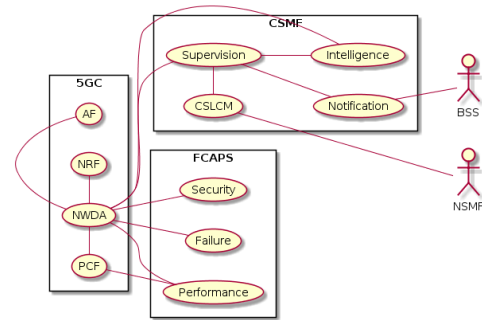 CSMF
Supervision
Intelligence
CSLCM
Notification
BSS
NSMF
5GC
AF
NRF
NWDA
PCF
FCAPS
Security
Failure
Performance